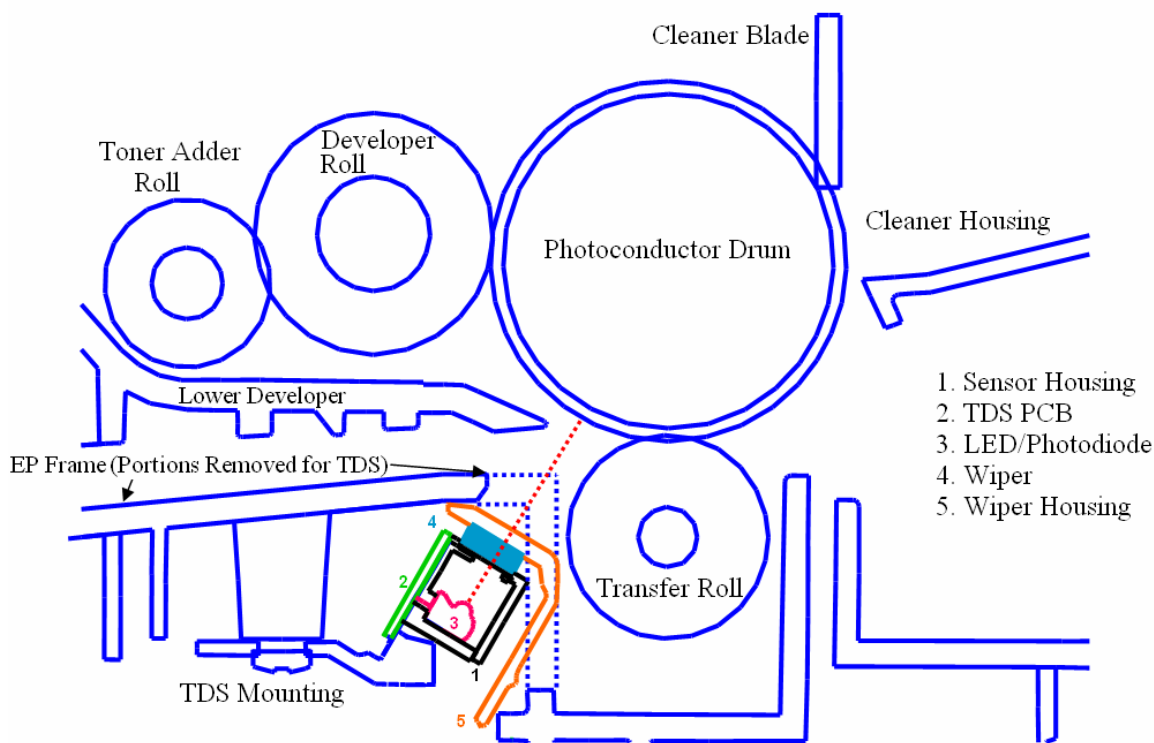 Cleaner Blade
Developer
Roll
Toner Adder
Roll
Cleaner Housing
Photoconductor Drum
Lower Developer
1. Sensor Housing
2. TDS PCB
3. LED/Photodiode
4. Wiper
5. Wiper Housing
EP Frame (Portions Removed for TDS)
4
2
3
1
5
Transfer Roll
TDS Mounting